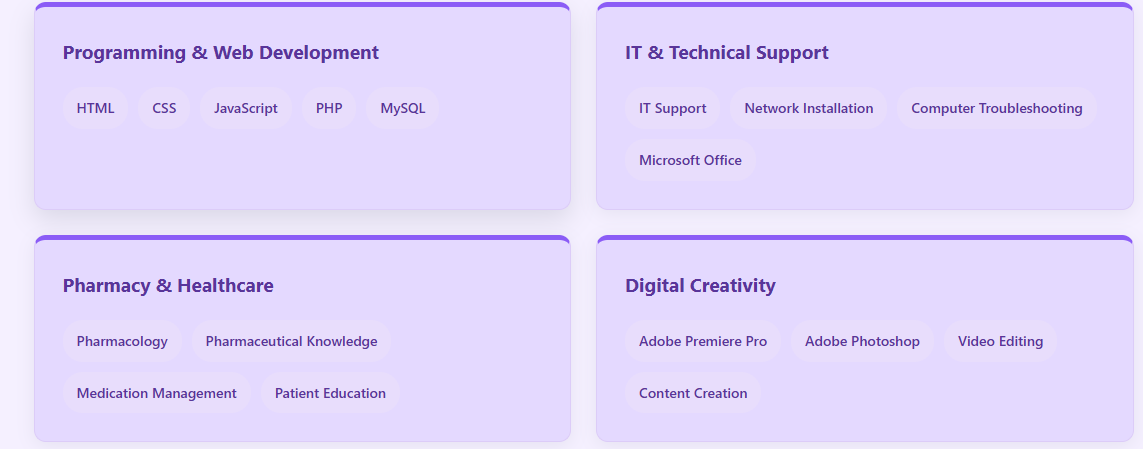 Programming & Web Development
HTML CSS JavaScript PHP MySQL
IT & Technical Support
IT Support Network Installation Computer Troubleshooting
Microsoft Office
Pharmacy & Healthcare
Pharmacology Pharmaceutical Knowledge
Medication Management Patient Education
Digital Creativity
Adobe Premiere Pro Adobe Photoshop Video Editing
Content Creation